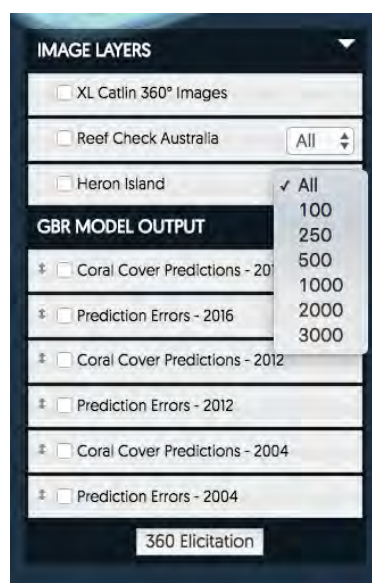 IMAGE LAYERS
XL Catlin 360° Images
Reef Check Australia All
Heron Island ✓ All
100
250
500
1000
2000
3000
GBR MODEL OUTPUT
Coral Cover Predictions - 201
Prediction Errors - 2016
Coral Cover Predictions - 2012
Prediction Errors - 2012
Coral Cover Predictions - 2004
Prediction Errors - 2004
360 Elicitation